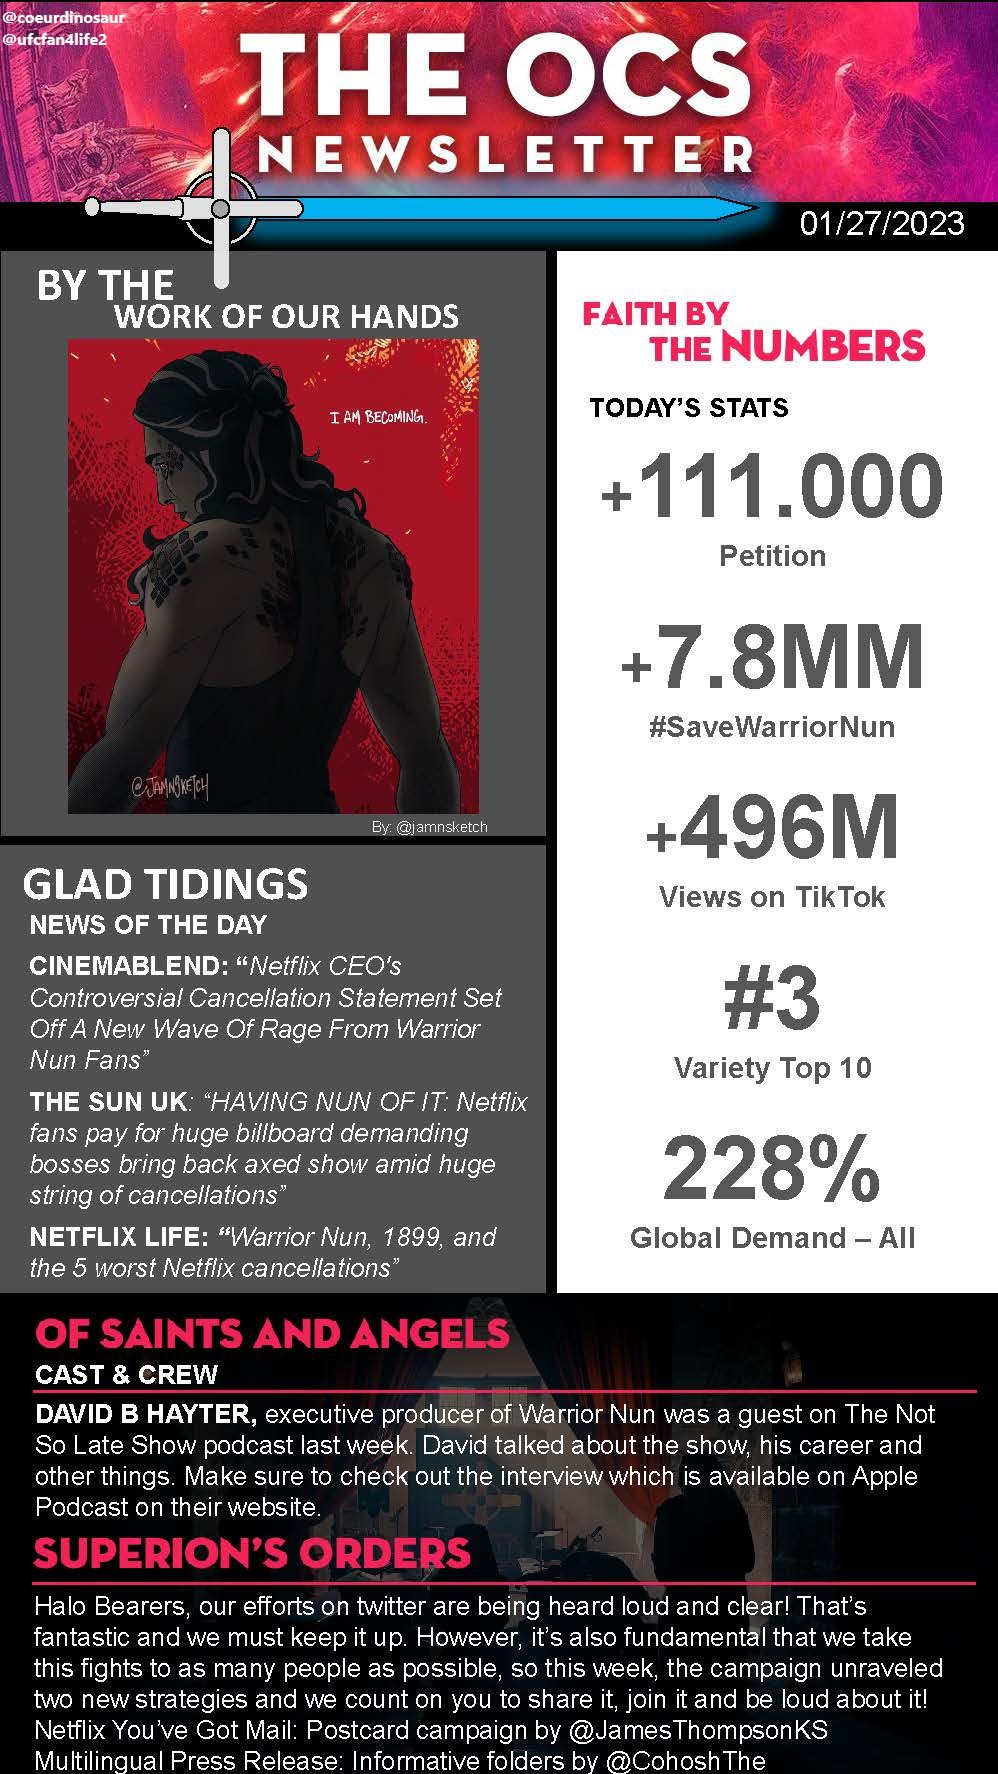 @coeurdinosaur
@ufcfan4life2
THE OCS
NEWSLETTER
01/27/2023
BY THE
WORK OF OUR HANDS
I AM BECOMING.
@JAMNSKETCH
By: @jamnsketch
GLAD TIDINGS
NEWS OF THE DAY
CINEMABLEND: “Netflix CEO's
Controversial Cancellation Statement Set
Off A New Wave Of Rage From Warrior
Nun Fans”
THE SUN UK: “HAVING NUN OF IT: Netflix
fans pay for huge billboard demanding
bosses bring back axed show amid huge
string of cancellations”
NETFLIX LIFE: “Warrior Nun, 1899, and
the 5 worst Netflix cancellations”
FAITH BY
THE NUMBERS
TODAY’S STATS
+111.000
Petition
+7.8MM
#SaveWarriorNun
+496M
Views on TikTok
#3
Variety Top 10
228%
Global Demand – All
OF SAINTS AND ANGELS
CAST & CREW
DAVID B HAYTER, executive producer of Warrior Nun was a guest on The Not
So Late Show podcast last week. David talked about the show, his career and
other things. Make sure to check out the interview which is available on Apple
Podcast on their website.
SUPERION’S ORDERS
Halo Bearers, our efforts on twitter are being heard loud and clear! That’s
fantastic and we must keep it up. However, it’s also fundamental that we take
this fights to as many people as possible, so this week, the campaign unraveled
two new strategies and we count on you to share it, join it and be loud about it!
Netflix You’ve Got Mail: Postcard campaign by @JamesThompsonKS
Multilingual Press Release: Informative folders by @CohoshThe